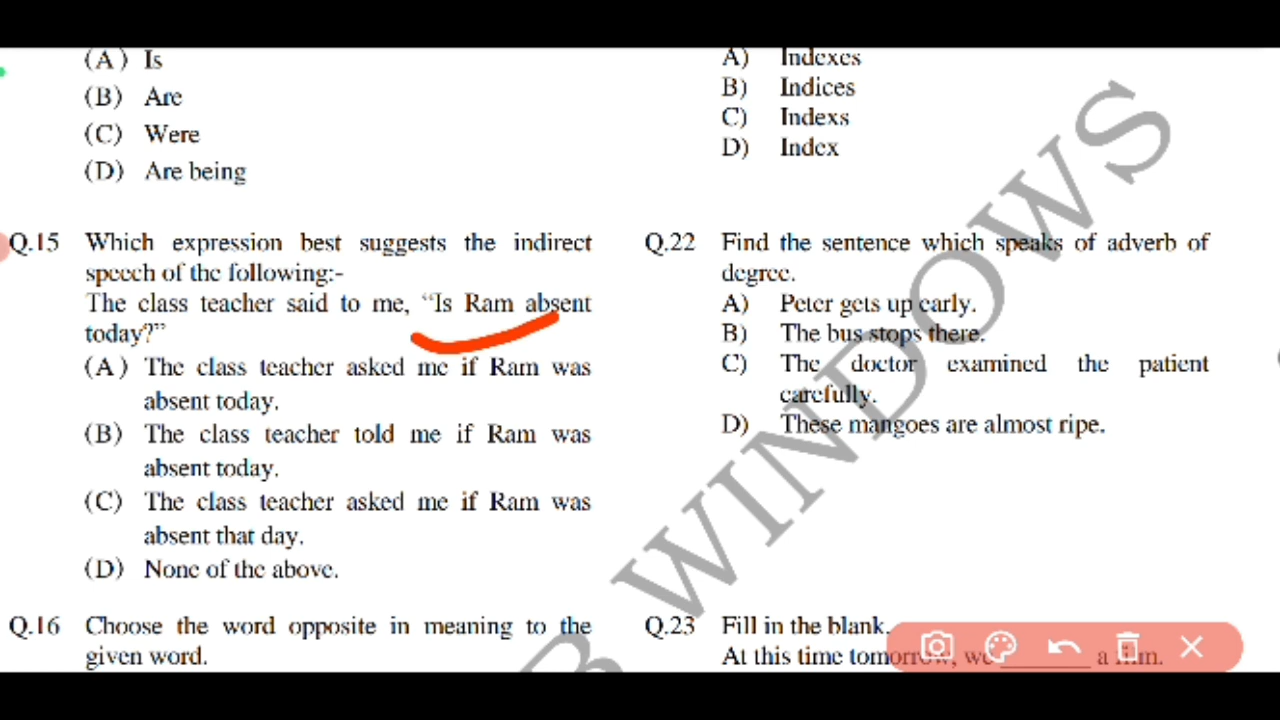 (A) Is
(B) Are
(C) Were
(D) Are being
Q.15 Which expression best suggests the indirect
speech of the following:-
The class teacher said to me, “Is Ram absent
today?”
(A) The class teacher asked me if Ram was
absent today.
(B) The class teacher told me if Ram was
absent today.
(C) The class teacher asked me if Ram was
absent that day.
(D) None of the above.
Q.16 Choose the word opposite in meaning to the
given word.
A) Indexes
B) Indices
C) Indexs
D) Index
Q.22 Find the sentence which speaks of adverb of
degree.
A) Peter gets up early.
B) The bus stops there.
C) The doctor examined the patient
carefully.
D) These mangoes are almost ripe.
Q.23 Fill in the blank.
At this time tomorrow, we ________ a film.
B WINDOWS